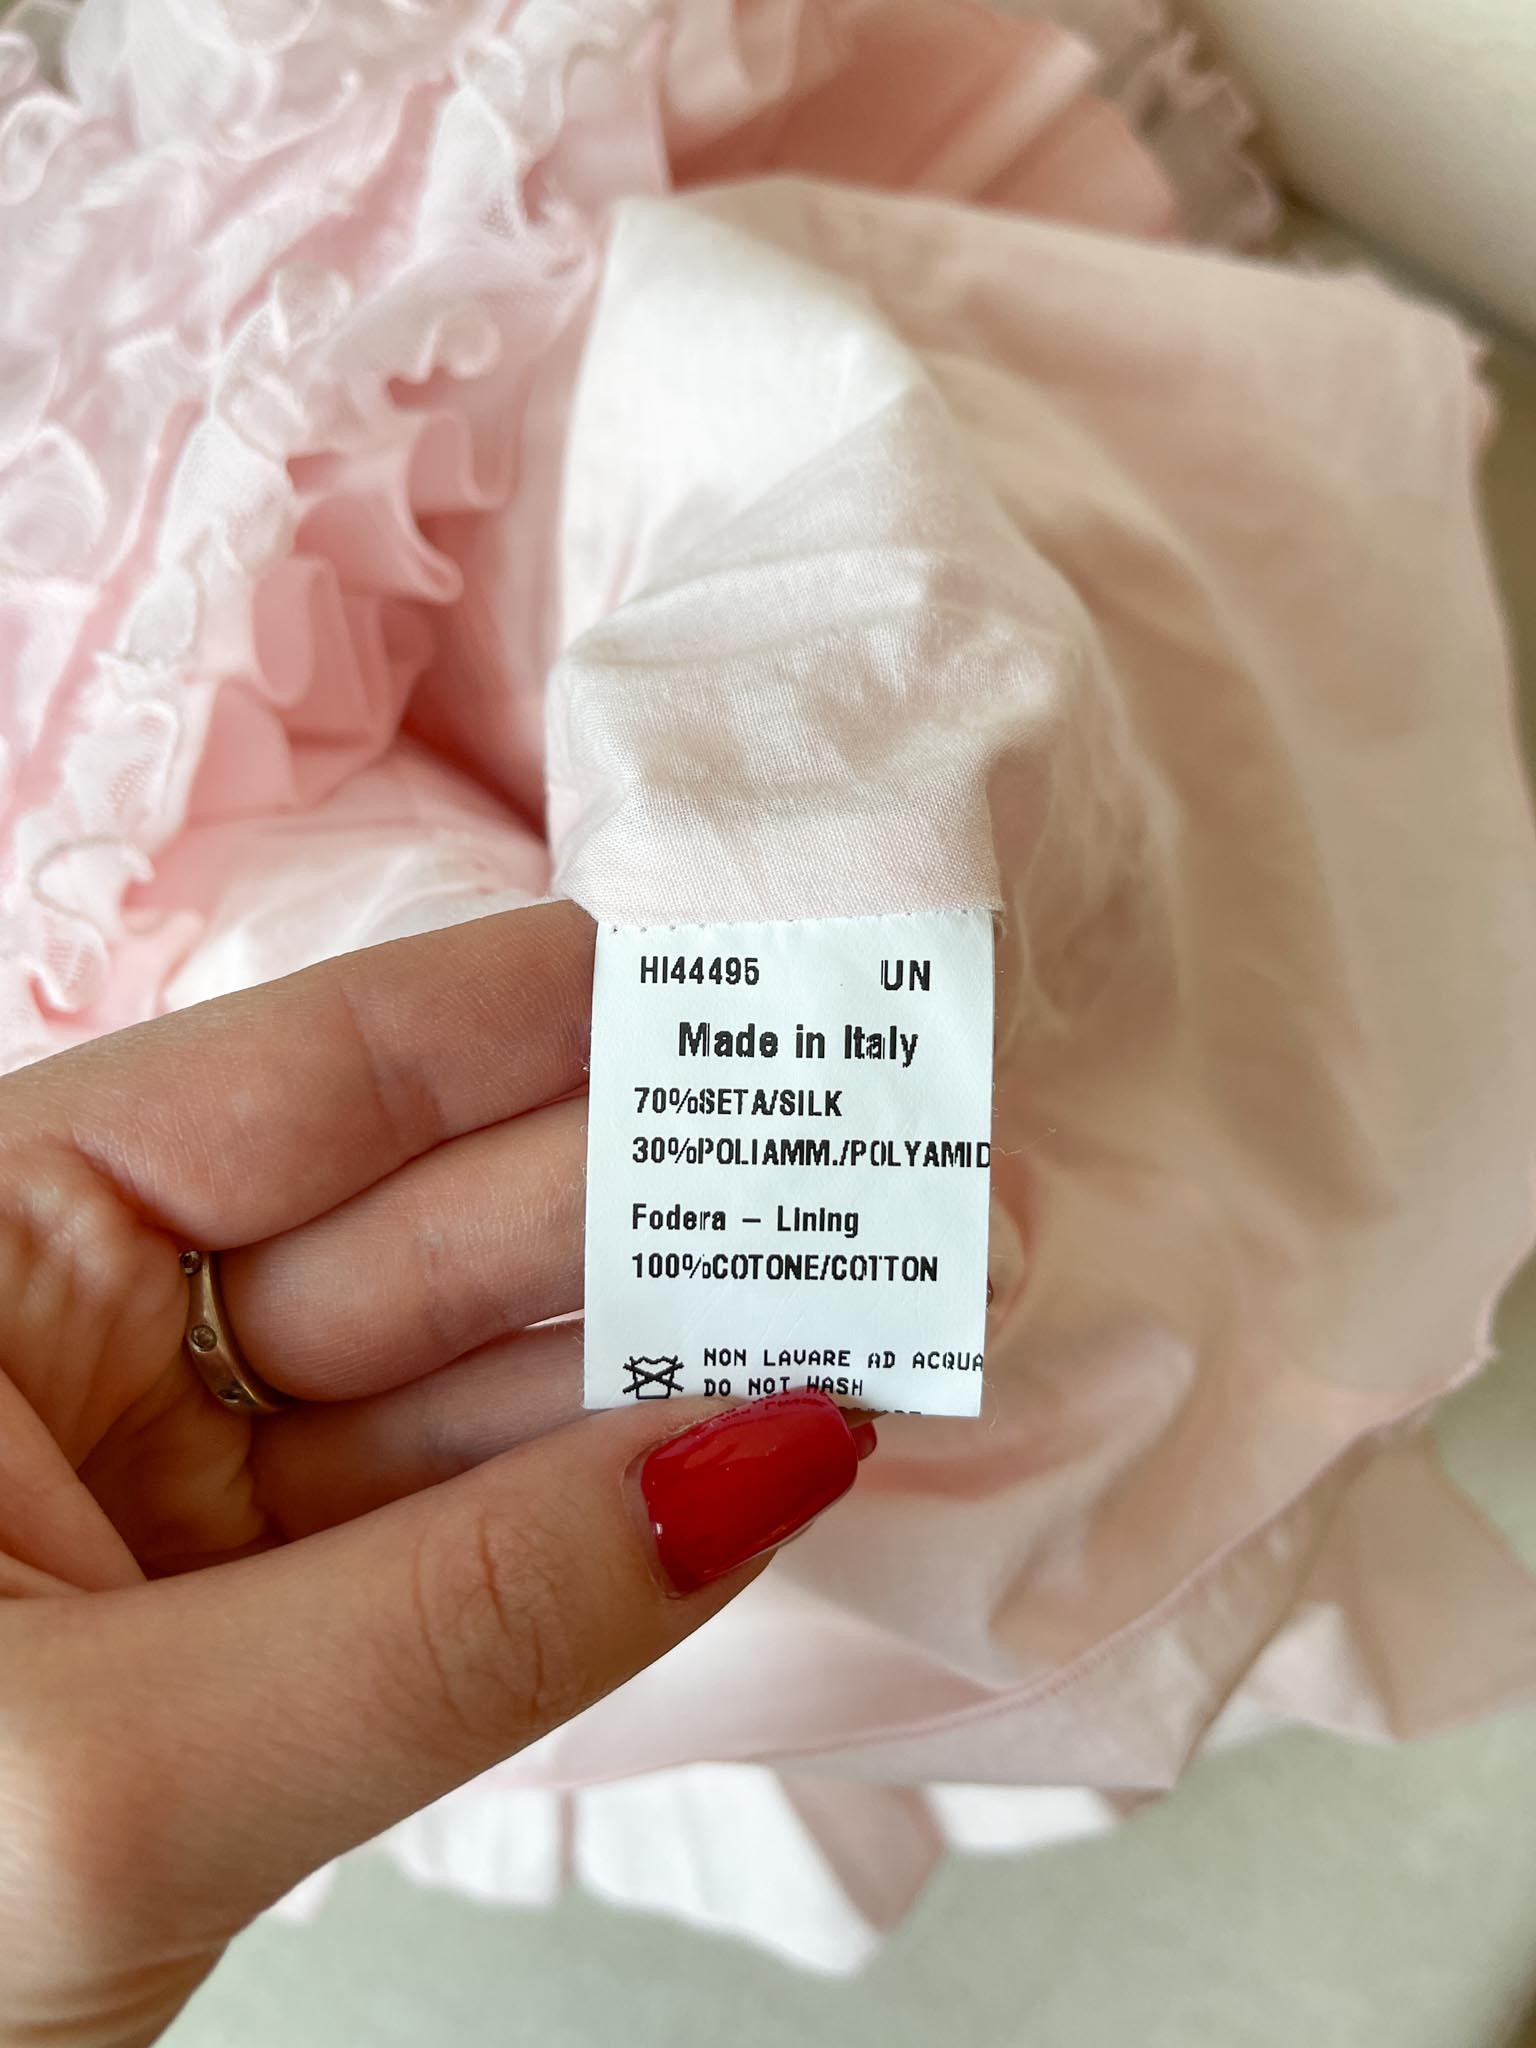 HI44495 UN
Made in Italy
70%SETA/SILK
30%POLIAMM./POLYAMID
Fodera - Lining
100%COTONE/COTTON
NON LAVARE AD ACQUA
DO NOT WASH